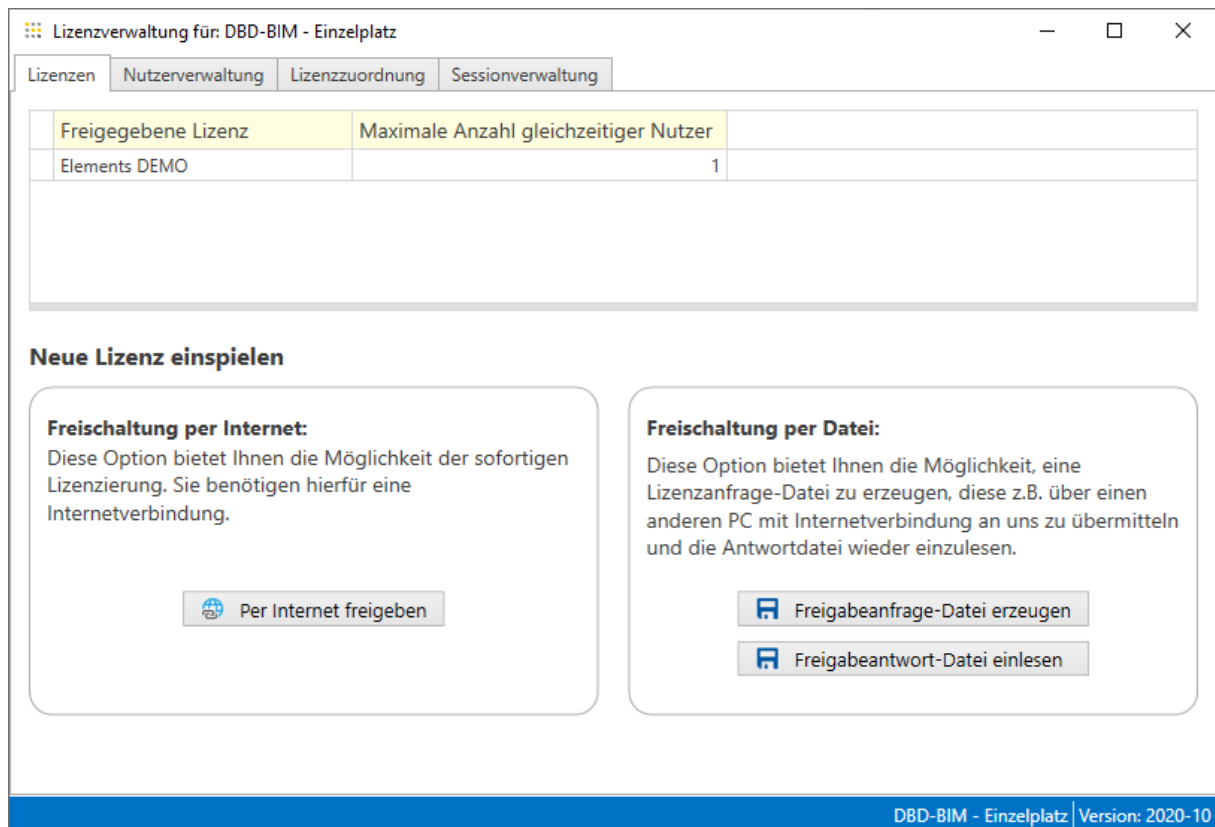 Lizenzverwaltung für: DBD-BIM - Einzelplatz
Lizenzen Nutzerverwaltung Lizenzzuordnung Sessionverwaltung
Freigegebene Lizenz Maximale Anzahl gleichzeitiger Nutzer
Elements DEMO 1
Neue Lizenz einspielen
Freischaltung per Internet:
Diese Option bietet Ihnen die Möglichkeit der sofortigen
Lizenzierung. Sie benötigen hierfür eine
Internetverbindung.
Per Internet freigeben
Freischaltung per Datei:
Diese Option bietet Ihnen die Möglichkeit, eine
Lizenzanfrage-Datei zu erzeugen, diese z.B. über einen
anderen PC mit Internetverbindung an uns zu übermitteln
und die Antwortdatei wieder einzulesen.
Freigabeanfrage-Datei erzeugen
Freigabeantwort-Datei einlesen
DBD-BIM - Einzelplatz Version: 2020-10